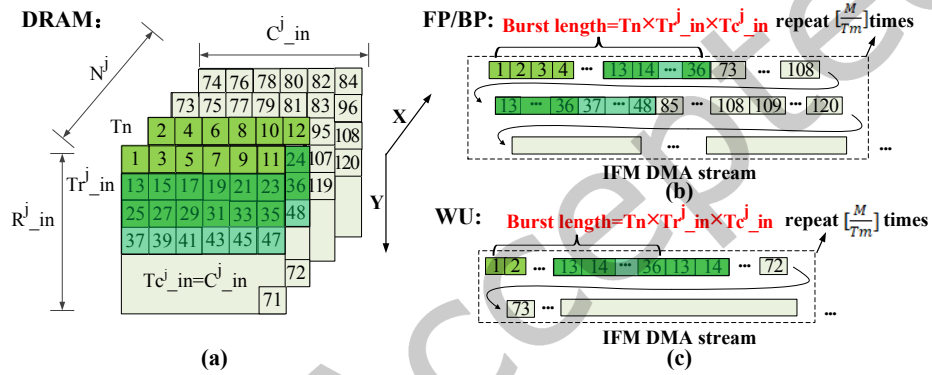 DRAM:
C^j_in
N^j
74 76 78 80 82 84
73 75 77 79 81 83 96
Tn 2 4 6 8 10 12 95 108
1 3 5 7 9 11 24 107 120
Tr^j_in 13 15 17 19 21 23 36 119
R^j_in 25 27 29 31 33 35 48
37 39 41 43 45 47
Tc^j_in=C^j_in 72
71
X
Y
(a)
FP/BP: Burst length=Tn×Tr^j_in×Tc^j_in repeat [M/Tm] times
1 2 3 4 ... 13 14 ... 36 73 ... 108
13 ... 36 37 ... 48 85 ... 108 109 ... 120
... ...
IFM DMA stream
(b)
WU: Burst length=Tn×Tr^j_in×Tc^j_in repeat [M/Tm] times
1 2 ... 13 14 ... 36 13 14 ... 72
73 ... ...
IFM DMA stream
(c)
Accepted